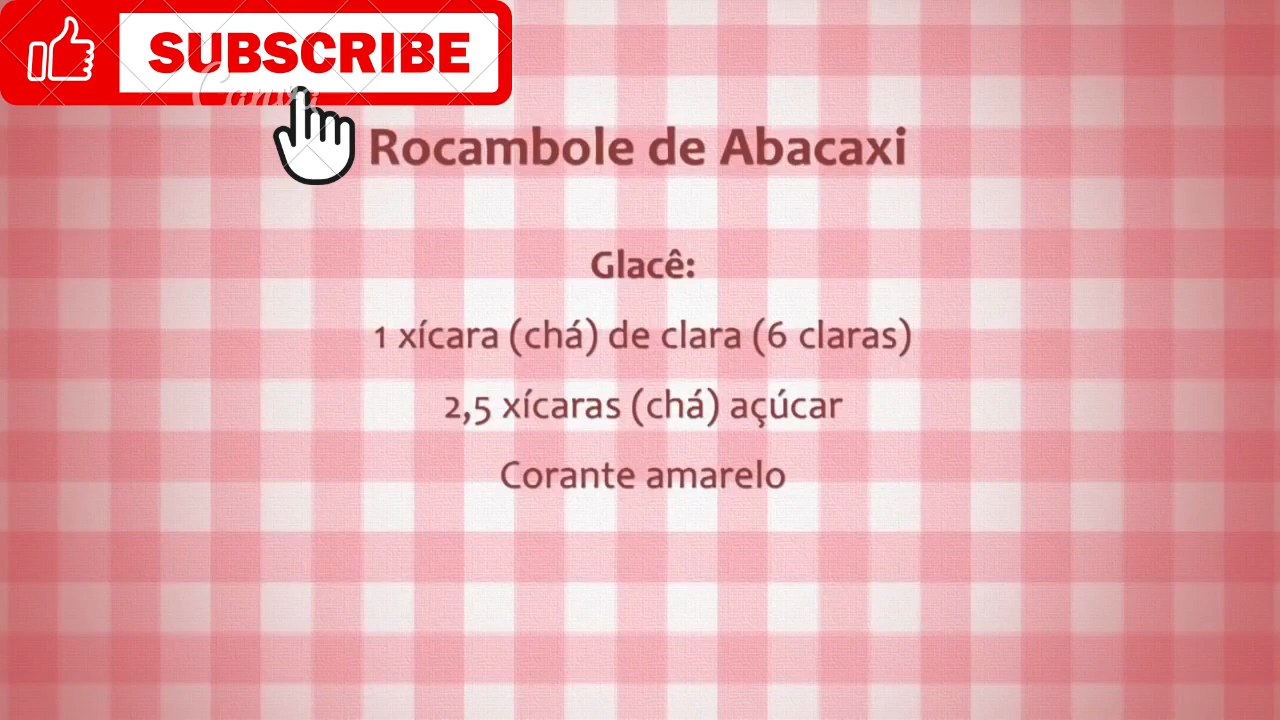 SUBSCRIBE
Canva
Rocambole de Abacaxi
Glacê:
1 xícara (chá) de clara (6 claras)
2,5 xícaras (chá) açúcar
Corante amarelo